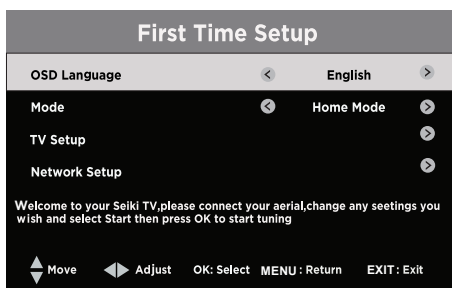 First Time Setup
OSD Language < English >
Mode < Home Mode >
TV Setup >
Network Setup >
Welcome to your Seiki TV,please connect your aerial,change any seetings you
wish and select Start then press OK to start tuning
Move Adjust OK: Select MENU : Return EXIT : Exit